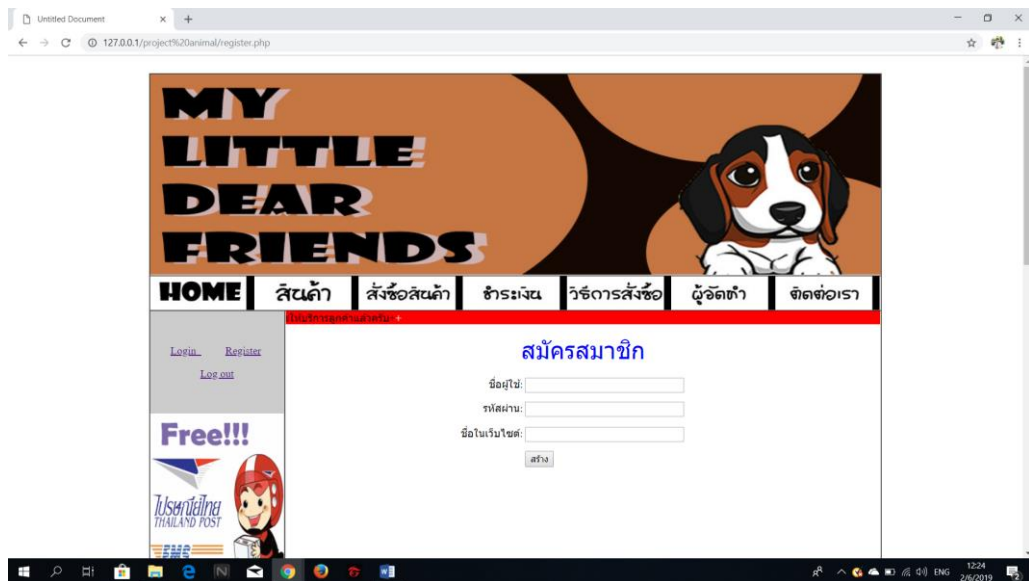 Untitled Document
127.0.0.1/project%20animal/register.php
MY
LITTLE
DEAR
FRIENDS
HOME สินค้า สั่งซื้อสินค้า ชำระเงิน วิธีการสั่งซื้อ ผู้จัดทำ ติดต่อเรา
Login Register
Log out
สมัครสมาชิก
ชื่อผู้ใช้:
รหัสผ่าน:
ชื่อในเว็บไซต์:
สร้าง
Free!!!
ไปรษณีย์ไทย
THAILAND POST
EMS
ENG
12:24
2/6/2019